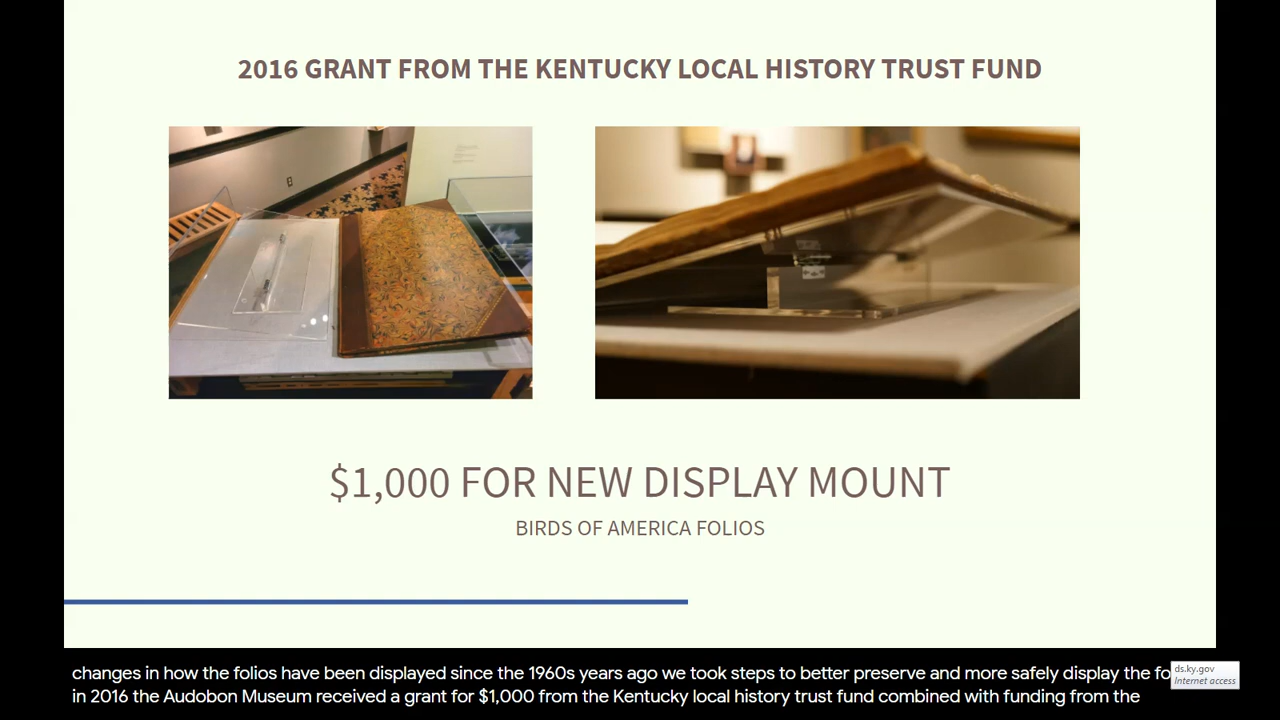 2016 GRANT FROM THE KENTUCKY LOCAL HISTORY TRUST FUND
$1,000 FOR NEW DISPLAY MOUNT
BIRDS OF AMERICA FOLIOS
changes in how the folios have been displayed since the 1960s years ago we took steps to better preserve and more safely display the fo
in 2016 the Audobon Museum received a grant for $1,000 from the Kentucky local history trust fund combined with funding from the
ds.ky.gov
Internet access